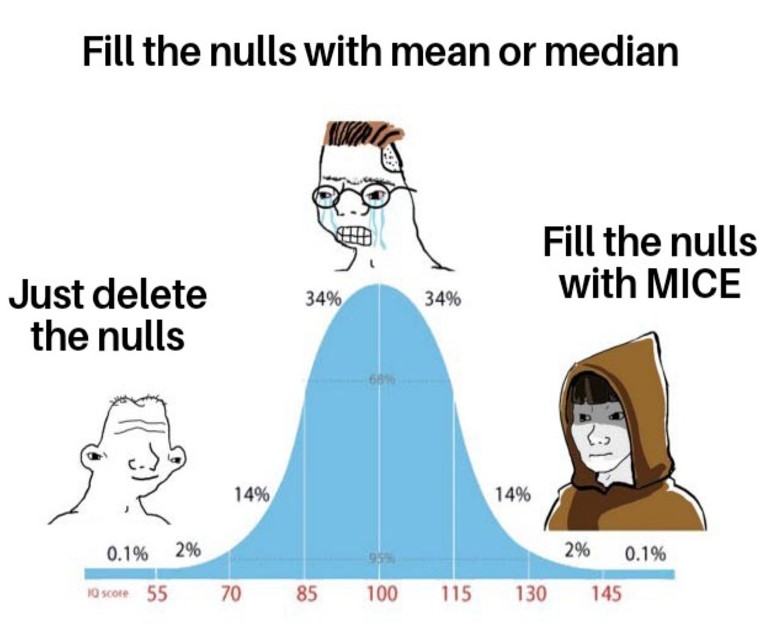 Fill the nulls with mean or median
Fill the nulls
with MICE
Just delete
the nulls
34% 34%
68%
14% 14%
0.1% 2% 95% 2% 0.1%
IQ score 55 70 85 100 115 130 145